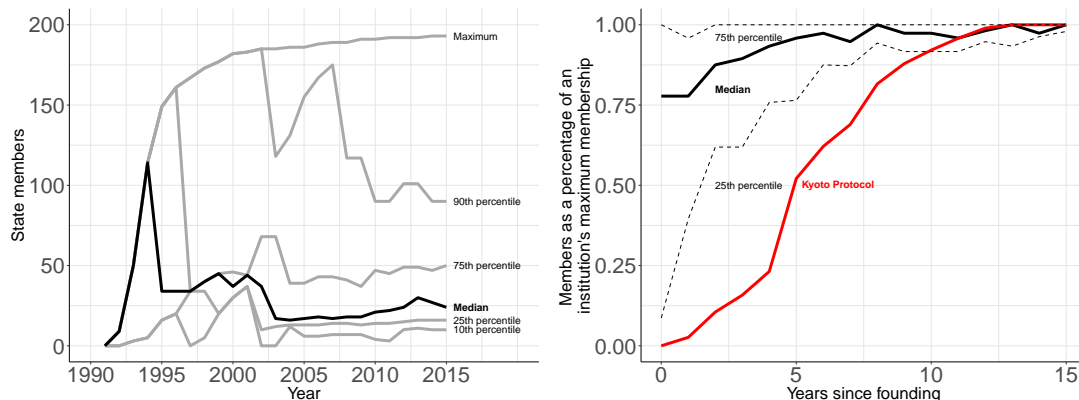 State members
200
150
100
50
0
Maximum
90th percentile
75th percentile
Median
25th percentile
10th percentile
1990
1995
2000
2005
2010
2015
Year
Members as a percentage of an
institution's maximum membership
1.00
0.75
0.50
0.25
0.00
75th percentile
Median
25th percentile
Kyoto Protocol
0
5
10
15
Years since founding